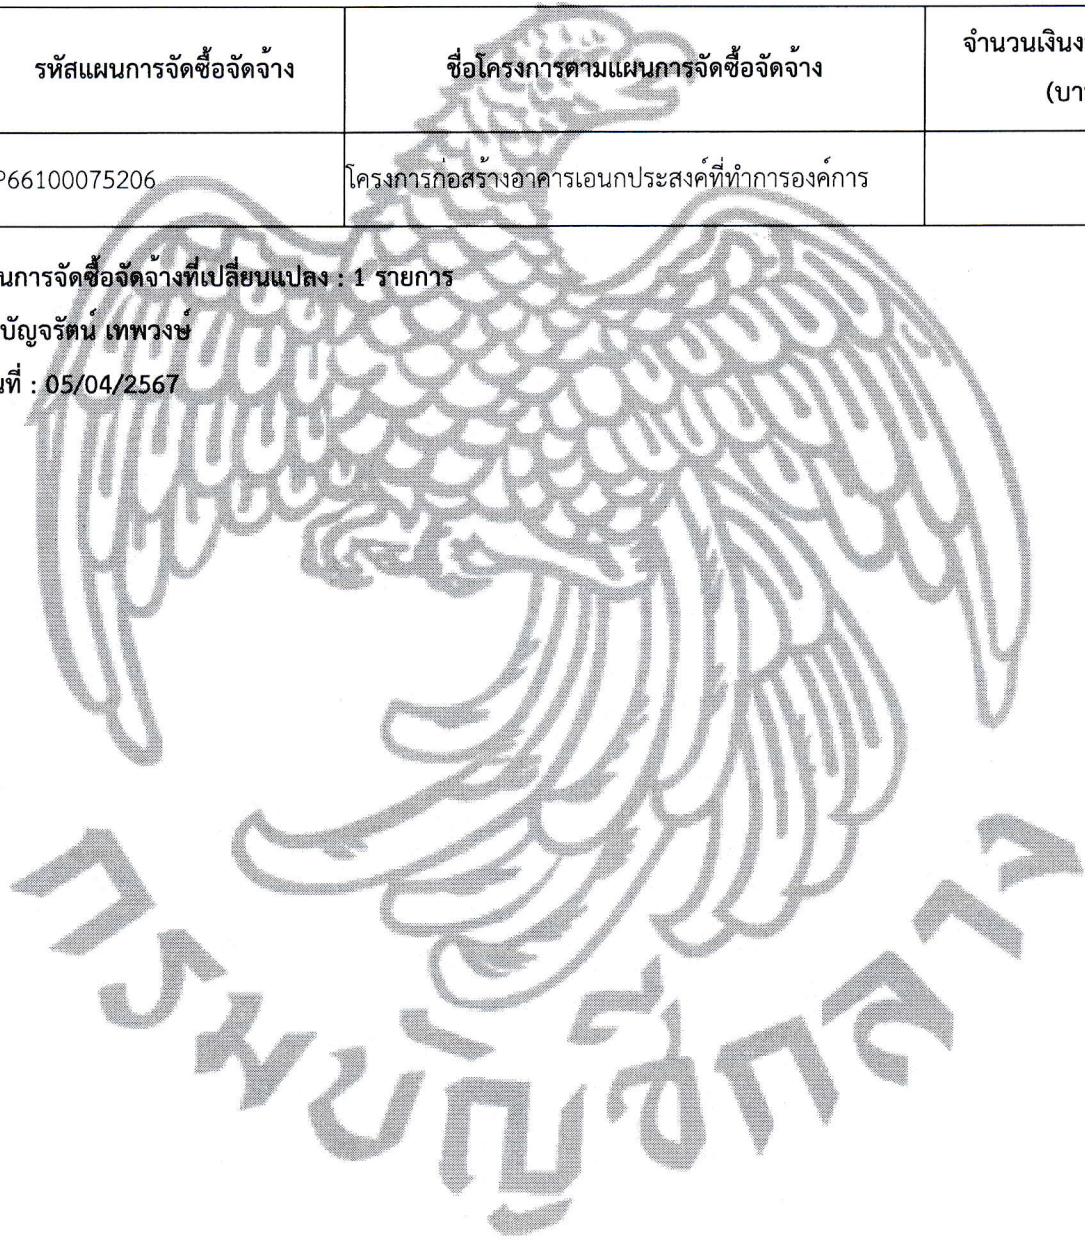 รหัสแผนการจัดซื้อจัดจ้าง
ชื่อโครงการตามแผนการจัดซื้อจัดจ้าง
จำนวนเงินง
(บา
P66100075206
โครงการก่อสร้างอาคารเอนกประสงค์ที่ทำการองค์การ
นการจัดซื้อจัดจ้างที่เปลี่ยนแปลง : 1 รายการ
บัญจรัตน์ เทพวงษ์
นที่ : 05/04/2567
กรมบัญชีกลาง